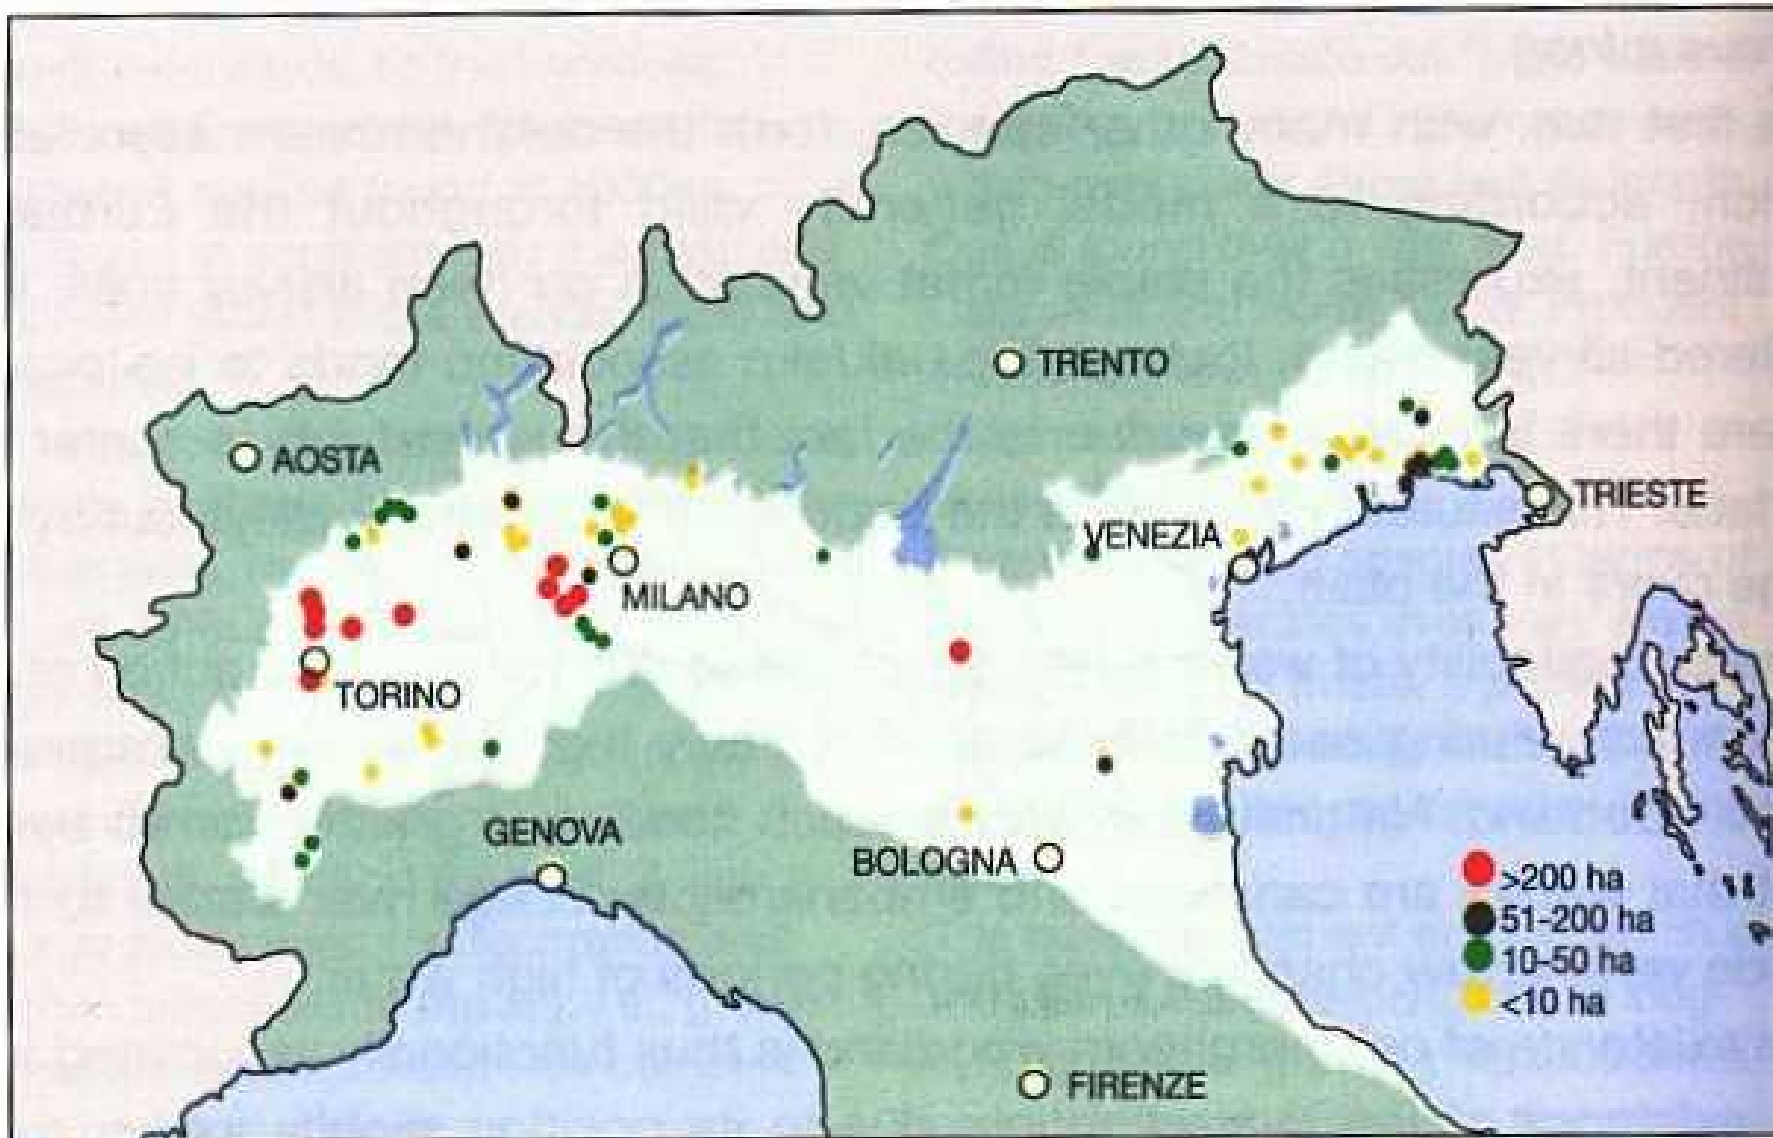 TRENTO
AOSTA
TRIESTE
VENEZIA
MILANO
TORINO
GENOVA
BOLOGNA
>200 ha
51-200 ha
10-50 ha
<10 ha
FIRENZE